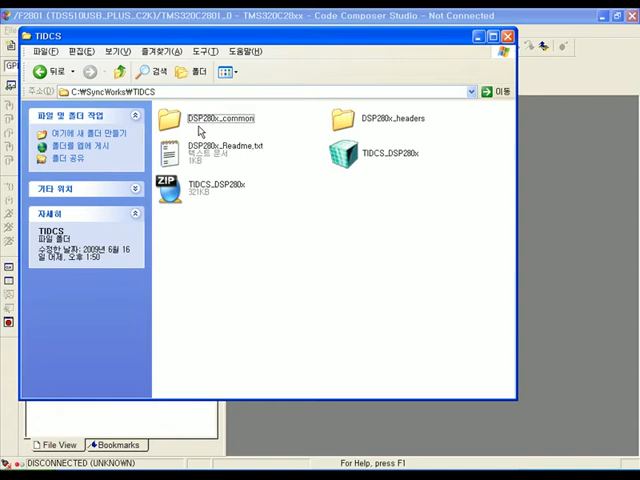 /F2801 (TDS510USB_PLUS_C2K)/TMS320C2801_0 - TMS320C28xx - Code Composer Studio - Not Connected
TIDCS
파일(F) 편집(E) 보기(V) 즐겨찾기(A) 도구(T) 도움말(H)
뒤로 검색 폴더
주소(D) C:\SyncWorks\TIDCS 이동
파일 및 폴더 작업
여기에 새 폴더 만들기
폴더를 웹에 게시
폴더 공유
기타 위치
자세히
TIDCS
파일 폴더
수정한 날짜: 2009년 6월 16
일 어제, 오후 1:50
DSP280x_common
DSP280x_headers
DSP280x_Readme,txt
텍스트 문서
1KB
TIDCS_DSP280x
ZIP
TIDCS_DSP280x
321KB
File View Bookmarks
DISCONNECTED (UNKNOWN) For Help, press F1